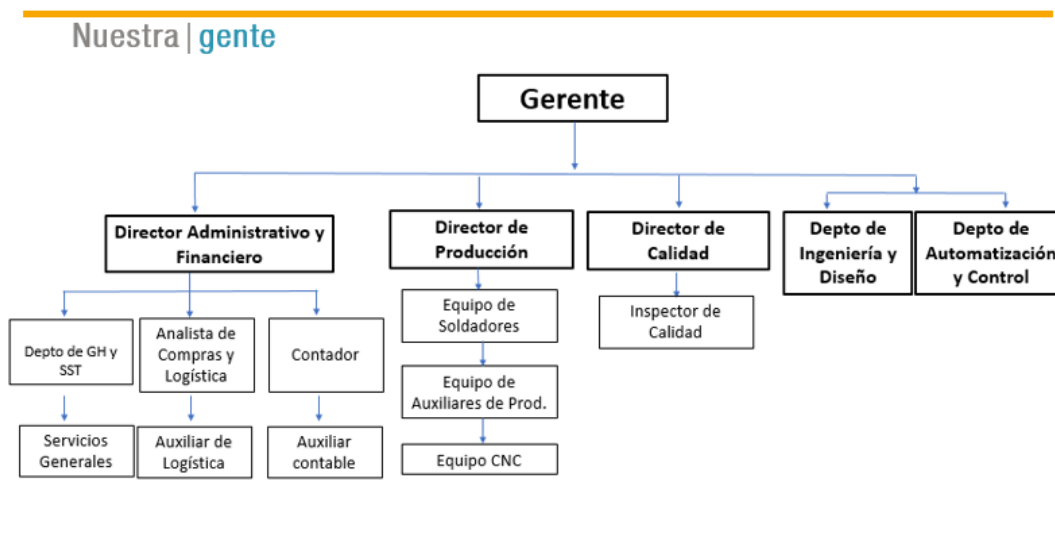 Nuestra | gente
Gerente
Director Administrativo y
Financiero
Director de
Producción
Director de
Calidad
Depto de
Ingeniería y
Diseño
Depto de
Automatización
y Control
Depto de GH y
SST
Analista de
Compras y
Logística
Contador
Equipo de
Soldadores
Inspector de
Calidad
Equipo de
Auxiliares de Prod.
Servicios
Generales
Auxiliar de
Logística
Auxiliar
contable
Equipo CNC